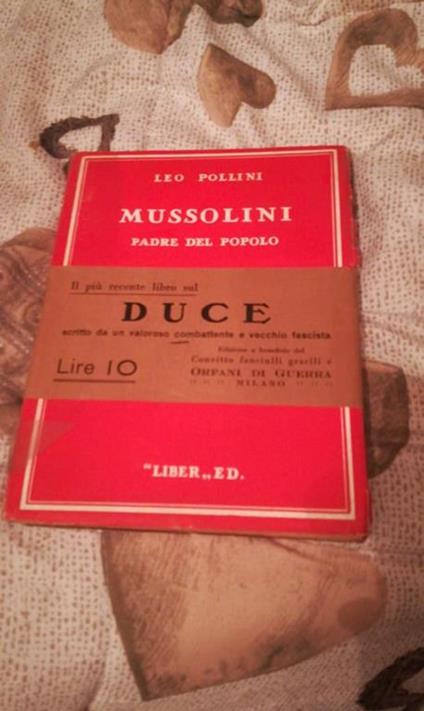 LEO POLLINI
MUSSOLINI
PADRE DEL POPOLO
Il più recente libro sul
DUCE
scritto da un valoroso combattente e vecchio fascista
Lire 10
Edizione a beneficio del
Convitto fanciulli gracili e
ORFANI DI GUERRA
MILANO
"LIBER„ ED.